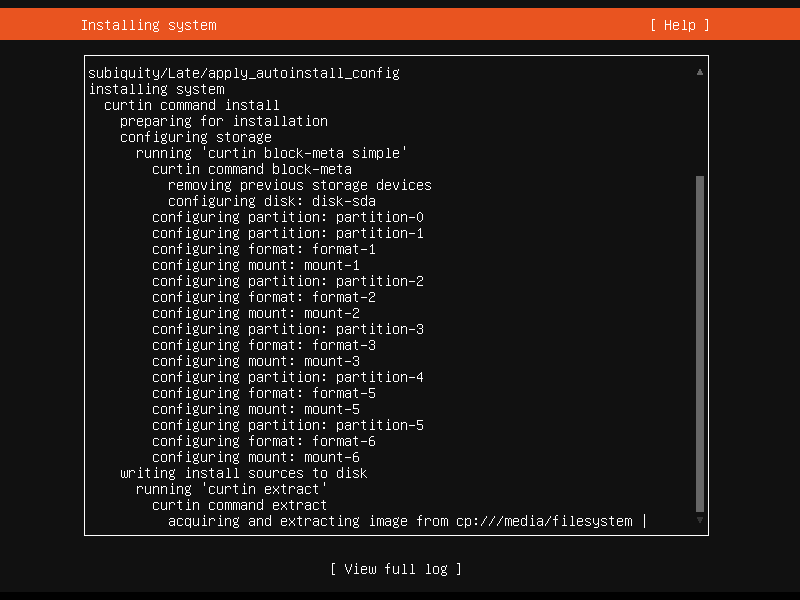 Installing system
[ Help ]
subiquity/Late/apply_autoinstall_config
installing system
curtin command install
preparing for installation
configuring storage
running 'curtin block-meta simple'
curtin command block-meta
removing previous storage devices
configuring disk: disk-sda
configuring partition: partition-0
configuring partition: partition-1
configuring format: format-1
configuring mount: mount-1
configuring partition: partition-2
configuring format: format-2
configuring mount: mount-2
configuring partition: partition-3
configuring format: format-3
configuring mount: mount-3
configuring partition: partition-4
configuring format: format-5
configuring mount: mount-5
configuring partition: partition-5
configuring format: format-6
configuring mount: mount-6
writing install sources to disk
running 'curtin extract'
curtin command extract
acquiring and extracting image from cp:///media/filesystem |
[ View full log ]